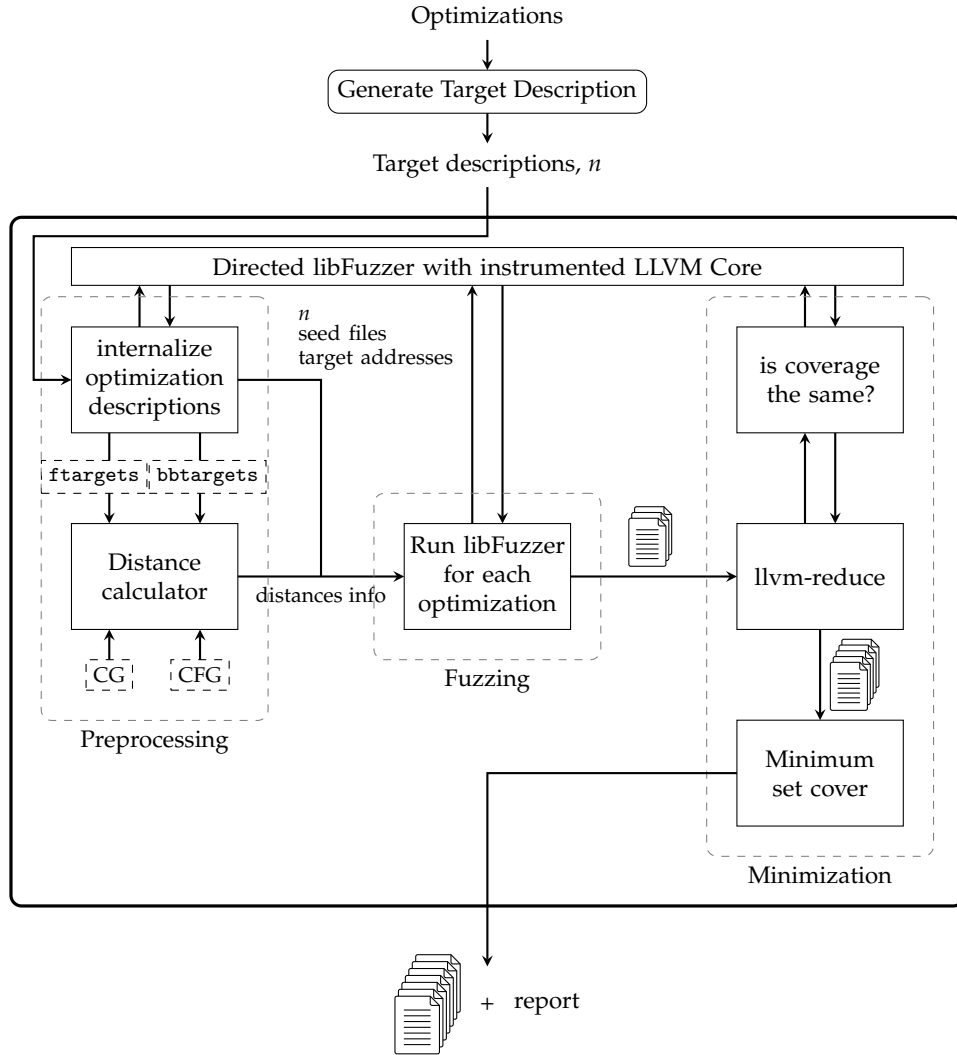 Optimizations
Generate Target Description
Target descriptions, n
Directed libFuzzer with instrumented LLVM Core
internalize
optimization
descriptions
n
seed files
target addresses
is coverage
the same?
ftargets
bbtargets
Distance
calculator
distances info
Run libFuzzer
for each
optimization
llvm-reduce
CG
CFG
Fuzzing
Preprocessing
Minimum
set cover
Minimization
+ report